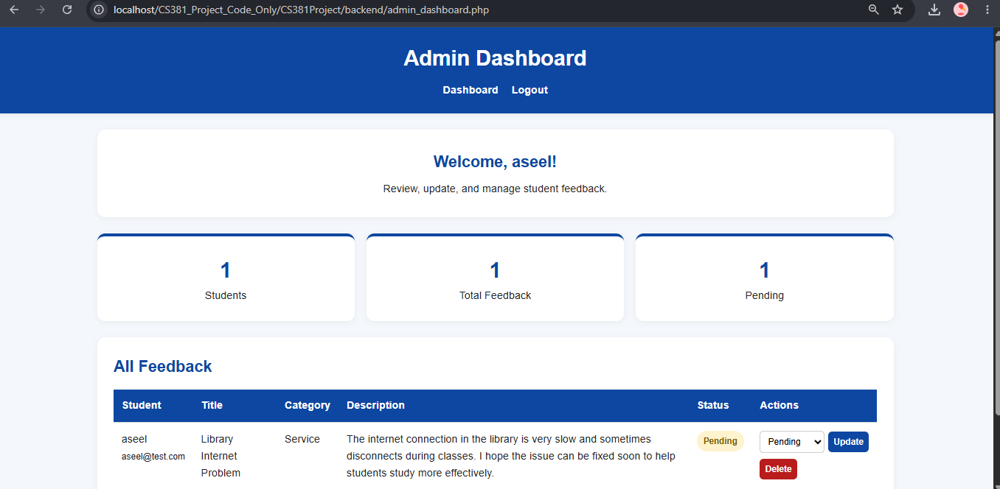 localhost/CS381_Project_Code_Only/CS381Project/backend/admin_dashboard.php
Admin Dashboard
Dashboard Logout
Welcome, aseel!
Review, update, and manage student feedback.
1
Students
1
Total Feedback
1
Pending
All Feedback
Student Title Category Description Status Actions
aseel
aseel@test.com
Library
Internet
Problem
Service
The internet connection in the library is very slow and sometimes
disconnects during classes. I hope the issue can be fixed soon to help
students study more effectively.
Pending
Pending Update
Delete